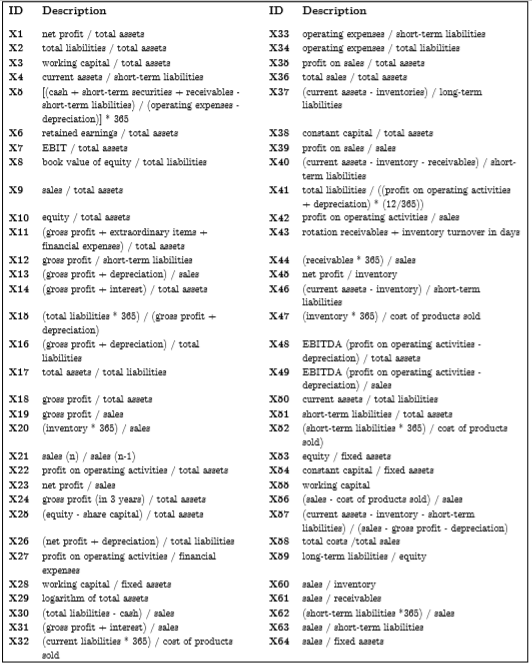 ID Description
X1 net profit / total assets
X2 total liabilities / total assets
X3 working capital / total assets
X4 current assets / short-term liabilities
X5 [(cash + short-term securities + receivables -
short-term liabilities) / (operating expenses -
depreciation)] * 365
X6 retained earnings / total assets
X7 EBIT / total assets
X8 book value of equity / total liabilities
X9 sales / total assets
X10 equity / total assets
X11 (gross profit + extraordinary items +
financial expenses) / total assets
X12 gross profit / short-term liabilities
X13 (gross profit + depreciation) / sales
X14 (gross profit + interest) / total assets
X15 (total liabilities * 365) / (gross profit +
depreciation)
X16 (gross profit + depreciation) / total
liabilities
X17 total assets / total liabilities
X18 gross profit / total assets
X19 gross profit / sales
X20 (inventory * 365) / sales
X21 sales (n) / sales (n-1)
X22 profit on operating activities / total assets
X23 net profit / sales
X24 gross profit (in 3 years) / total assets
X25 (equity - share capital) / total assets
X26 (net profit + depreciation) / total liabilities
X27 profit on operating activities / financial
expenses
X28 working capital / fixed assets
X29 logarithm of total assets
X30 (total liabilities - cash) / sales
X31 (gross profit + interest) / sales
X32 (current liabilities * 365) / cost of products
sold
ID Description
X33 operating expenses / short-term liabilities
X34 operating expenses / total liabilities
X35 profit on sales / total assets
X36 total sales / total assets
X37 (current assets - inventories) / long-term
liabilities
X38 constant capital / total assets
X39 profit on sales / sales
X40 (current assets - inventory - receivables) / short-
term liabilities
X41 total liabilities / ((profit on operating activities
+ depreciation) * (12/365))
X42 profit on operating activities / sales
X43 rotation receivables + inventory turnover in days
X44 (receivables * 365) / sales
X45 net profit / inventory
X46 (current assets - inventory) / short-term
liabilities
X47 (inventory * 365) / cost of products sold
X48 EBITDA (profit on operating activities -
depreciation) / total assets
X49 EBITDA (profit on operating activities -
depreciation) / sales
X50 current assets / total liabilities
X51 short-term liabilities / total assets
X52 (short-term liabilities * 365) / cost of products
sold)
X53 equity / fixed assets
X54 constant capital / fixed assets
X55 working capital
X56 (sales - cost of products sold) / sales
X57 (current assets - inventory - short-term
liabilities) / (sales - gross profit - depreciation)
X58 total costs /total sales
X59 long-term liabilities / equity
X60 sales / inventory
X61 sales / receivables
X62 (short-term liabilities *365) / sales
X63 sales / short-term liabilities
X64 sales / fixed assets